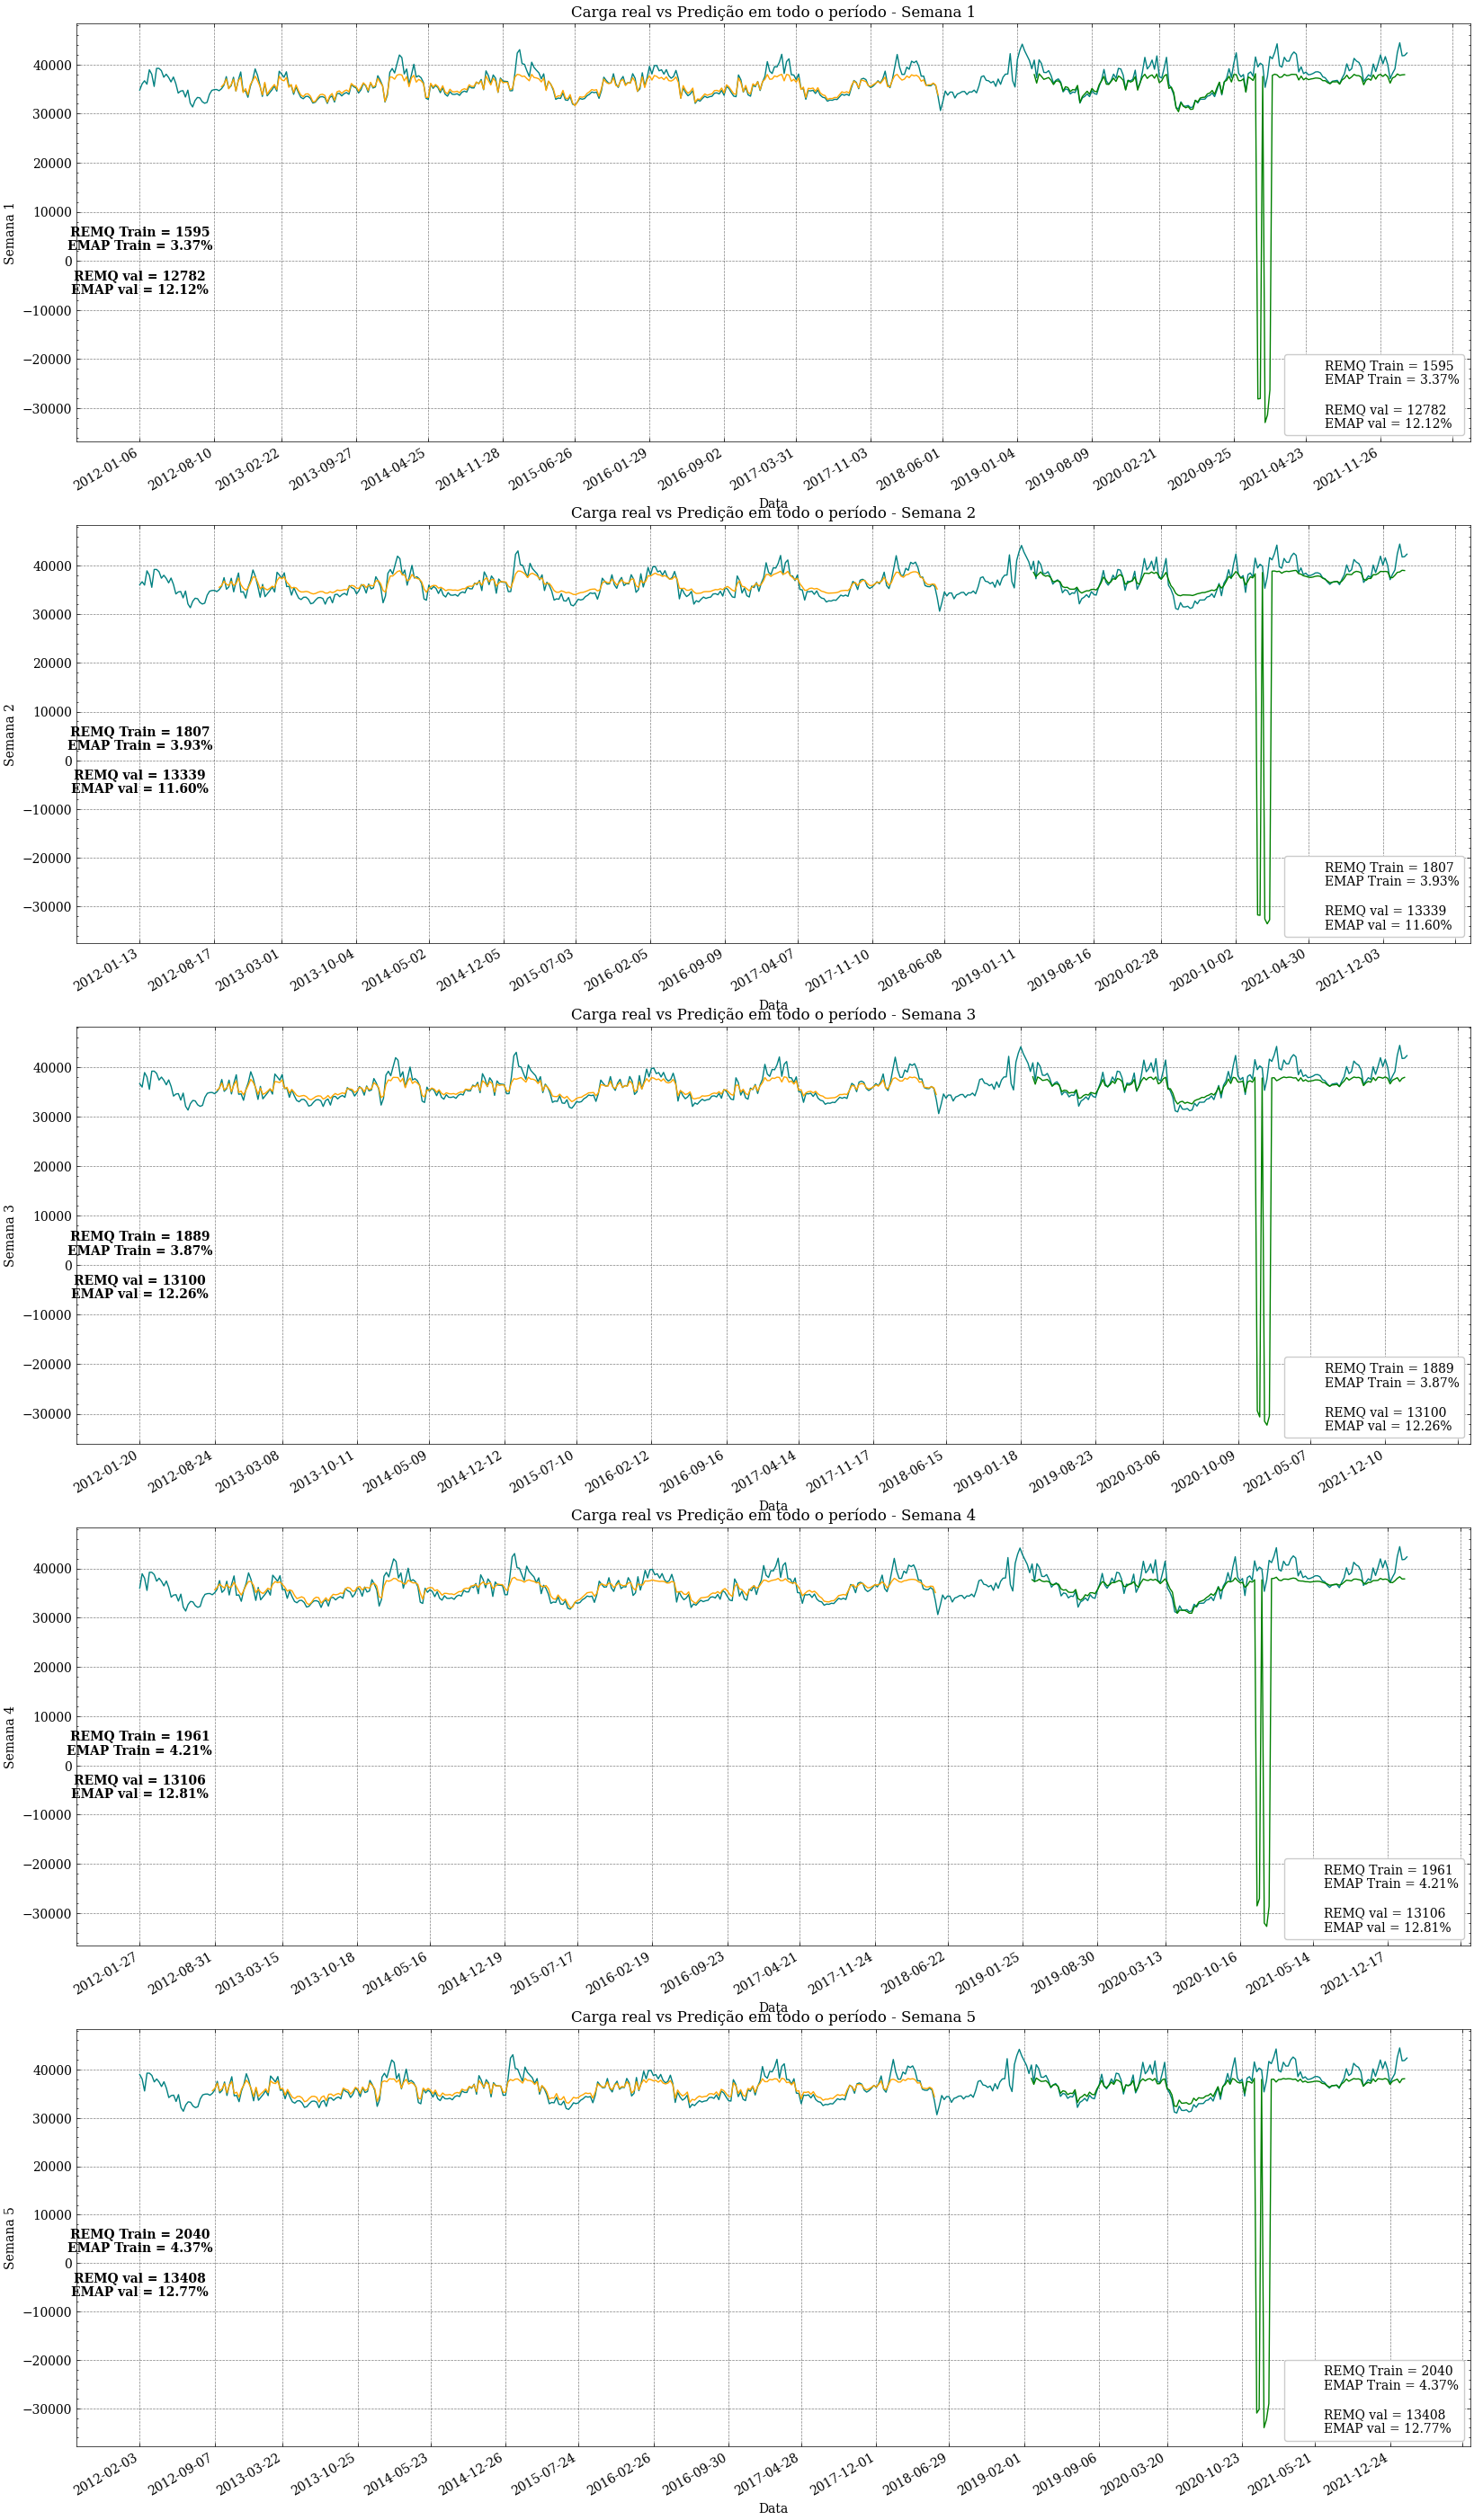 Carga real vs Predição em todo o período - Semana 1
Semana 1
40000
30000
20000
10000
0
−10000
−20000
−30000
REMQ Train = 1595
EMAP Train = 3.37%
REMQ val = 12782
EMAP val = 12.12%
REMQ Train = 1595
EMAP Train = 3.37%
REMQ val = 12782
EMAP val = 12.12%
2012-01-06 2012-08-10 2013-02-22 2013-09-27 2014-04-25 2014-11-28 2015-06-26 2016-01-29 2016-09-02 2017-03-31 2017-11-03 2018-06-01 2019-01-04 2019-08-09 2020-02-21 2020-09-25 2021-04-23 2021-11-26
Data
Carga real vs Predição em todo o período - Semana 2
Semana 2
40000
30000
20000
10000
0
−10000
−20000
−30000
REMQ Train = 1807
EMAP Train = 3.93%
REMQ val = 13339
EMAP val = 11.60%
REMQ Train = 1807
EMAP Train = 3.93%
REMQ val = 13339
EMAP val = 11.60%
2012-01-13 2012-08-17 2013-03-01 2013-10-04 2014-05-02 2014-12-05 2015-07-03 2016-02-05 2016-09-09 2017-04-07 2017-11-10 2018-06-08 2019-01-11 2019-08-16 2020-02-28 2020-10-02 2021-04-30 2021-12-03
Data
Carga real vs Predição em todo o período - Semana 3
Semana 3
40000
30000
20000
10000
0
−10000
−20000
−30000
REMQ Train = 1889
EMAP Train = 3.87%
REMQ val = 13100
EMAP val = 12.26%
REMQ Train = 1889
EMAP Train = 3.87%
REMQ val = 13100
EMAP val = 12.26%
2012-01-20 2012-08-24 2013-03-08 2013-10-11 2014-05-09 2014-12-12 2015-07-10 2016-02-12 2016-09-16 2017-04-14 2017-11-17 2018-06-15 2019-01-18 2019-08-23 2020-03-06 2020-10-09 2021-05-07 2021-12-10
Data
Carga real vs Predição em todo o período - Semana 4
Semana 4
40000
30000
20000
10000
0
−10000
−20000
−30000
REMQ Train = 1961
EMAP Train = 4.21%
REMQ val = 13106
EMAP val = 12.81%
REMQ Train = 1961
EMAP Train = 4.21%
REMQ val = 13106
EMAP val = 12.81%
2012-01-27 2012-08-31 2013-03-15 2013-10-18 2014-05-16 2014-12-19 2015-07-17 2016-02-19 2016-09-23 2017-04-21 2017-11-24 2018-06-22 2019-01-25 2019-08-30 2020-03-13 2020-10-16 2021-05-14 2021-12-17
Data
Carga real vs Predição em todo o período - Semana 5
Semana 5
40000
30000
20000
10000
0
−10000
−20000
−30000
REMQ Train = 2040
EMAP Train = 4.37%
REMQ val = 13408
EMAP val = 12.77%
REMQ Train = 2040
EMAP Train = 4.37%
REMQ val = 13408
EMAP val = 12.77%
2012-02-03 2012-09-07 2013-03-22 2013-10-25 2014-05-23 2014-12-26 2015-07-24 2016-02-26 2016-09-30 2017-04-28 2017-12-01 2018-06-29 2019-02-01 2019-09-06 2020-03-20 2020-10-23 2021-05-21 2021-12-24
Data